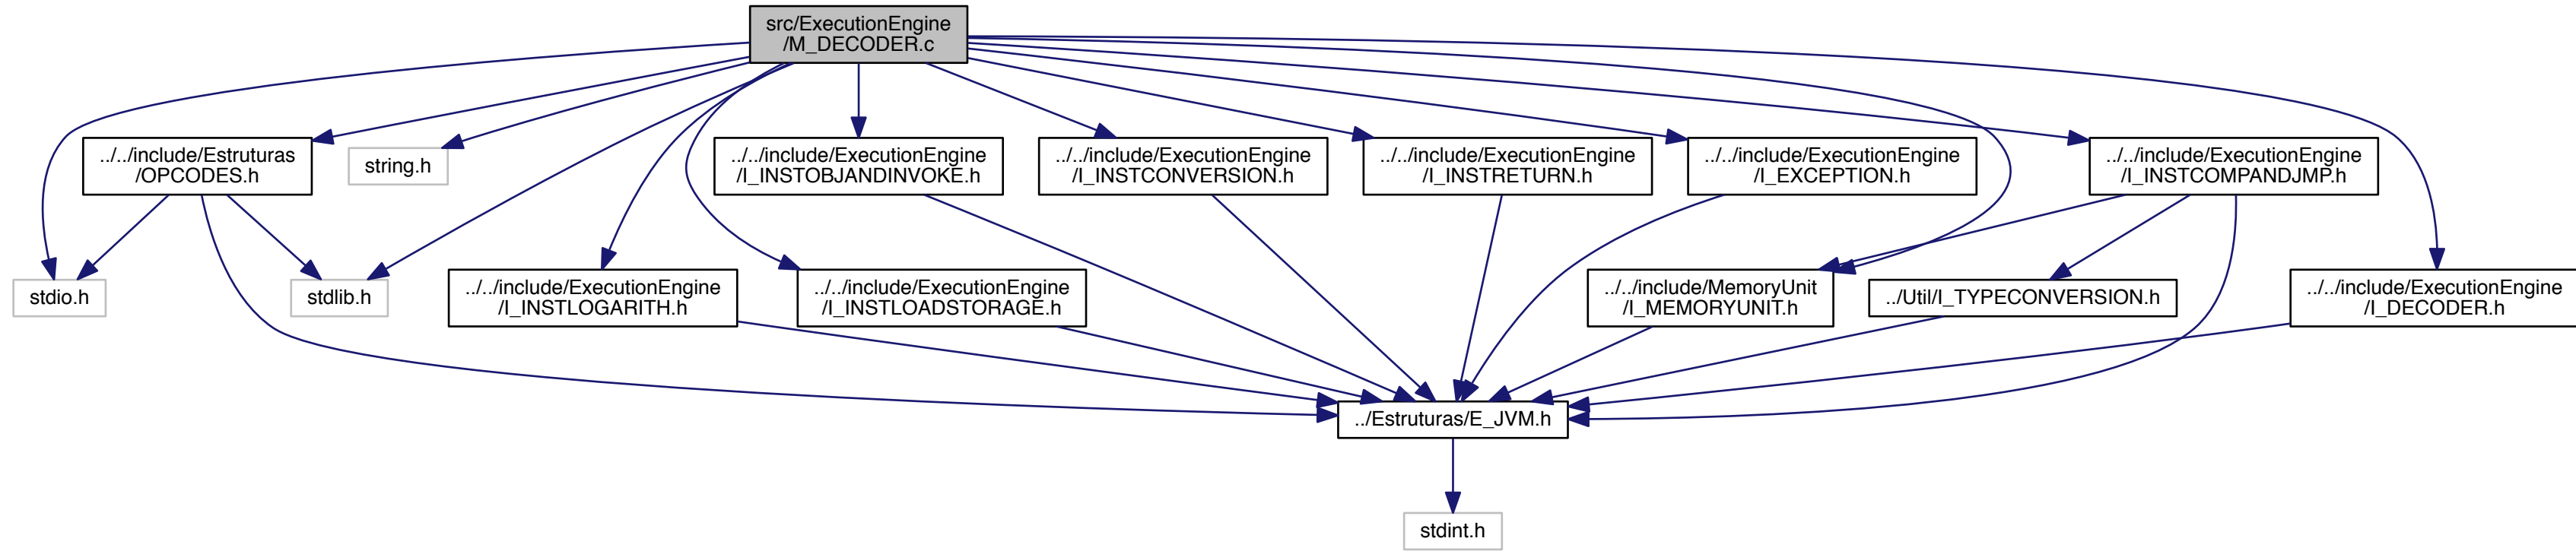 src/ExecutionEngine
/M_DECODER.c
../../include/Estruturas
/OPCODES.h
string.h
../../include/ExecutionEngine
/I_INSTOBJANDINVOKE.h
../../include/ExecutionEngine
/I_INSTCONVERSION.h
../../include/ExecutionEngine
/I_INSTRETURN.h
../../include/ExecutionEngine
/I_EXCEPTION.h
../../include/ExecutionEngine
/I_INSTCOMPANDJMP.h
stdio.h
stdlib.h
../../include/ExecutionEngine
/I_INSTLOGARITH.h
../../include/ExecutionEngine
/I_INSTLOADSTORAGE.h
../../include/MemoryUnit
/I_MEMORYUNIT.h
../Util/I_TYPECONVERSION.h
../../include/ExecutionEngine
/I_DECODER.h
../Estruturas/E_JVM.h
stdint.h